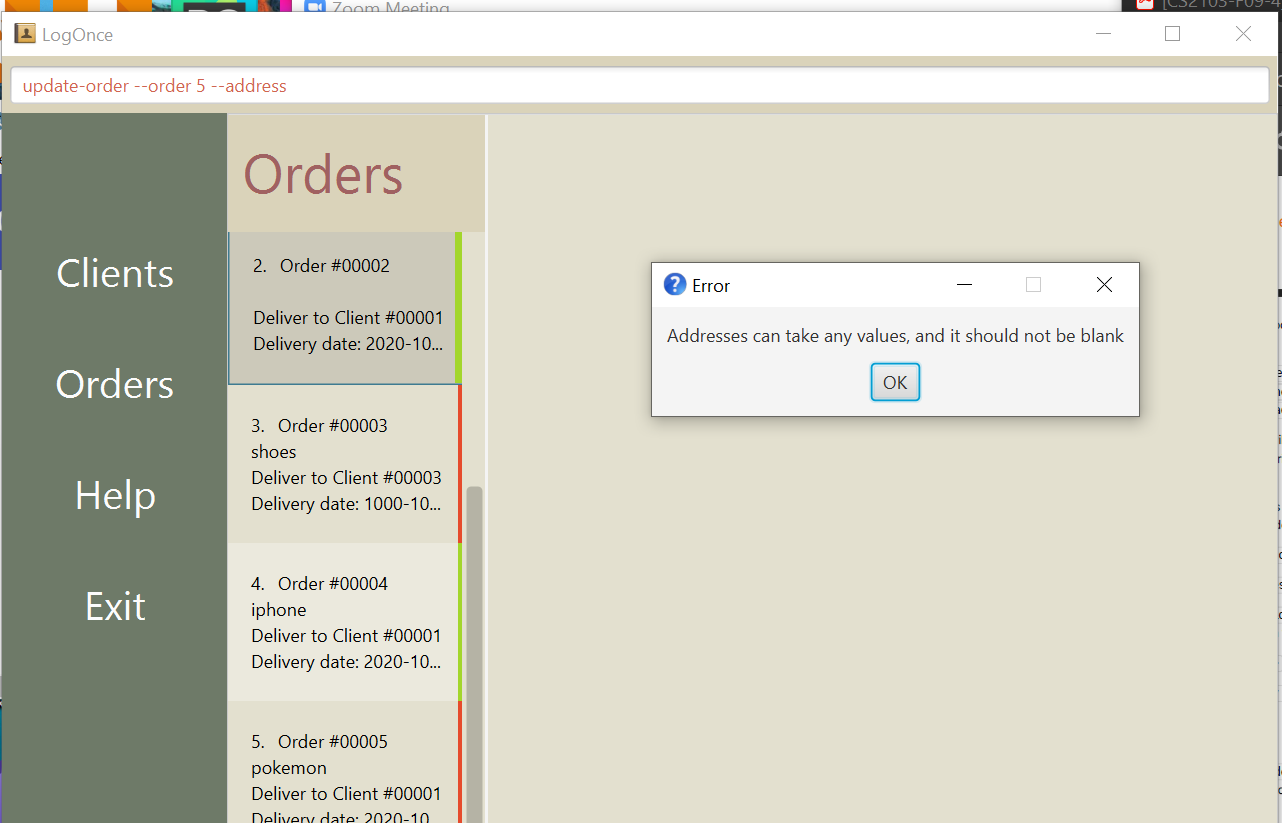 Zoom Meeting
LogOnce
update-order --order 5 --address
Orders
Clients
Orders
Help
Exit
2. Order #00002
Deliver to Client #00001
Delivery date: 2020-10...
3. Order #00003
shoes
Deliver to Client #00003
Delivery date: 1000-10...
4. Order #00004
iphone
Deliver to Client #00001
Delivery date: 2020-10...
5. Order #00005
pokemon
Deliver to Client #00001
Delivery date: 2020-10...
Error
Addresses can take any values, and it should not be blank
OK